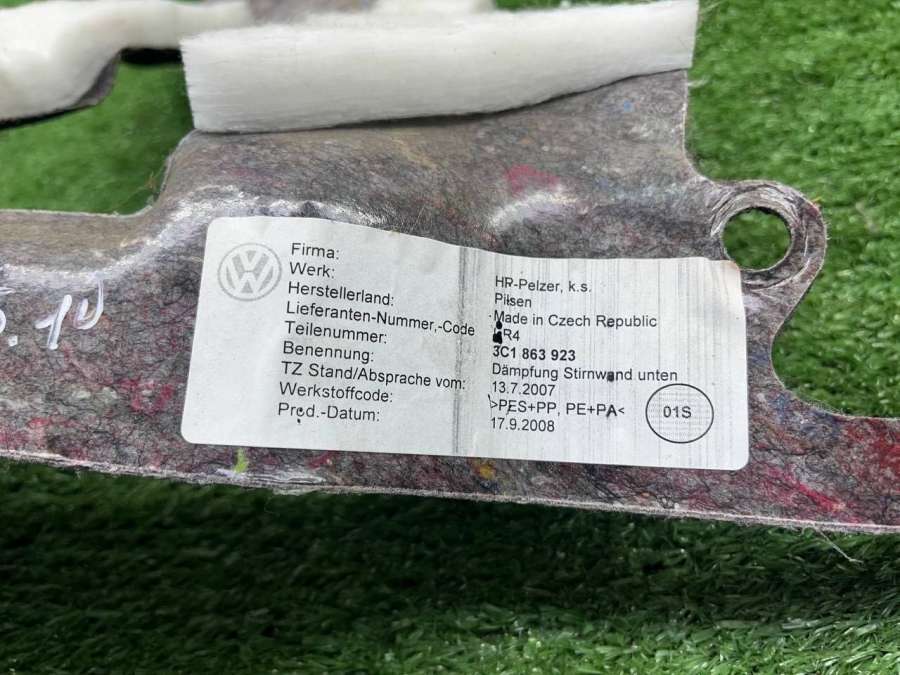 Firma: HR-Pelzer, k.s.
Werk: Pilsen
Herstellerland: Made in Czech Republic
Lieferanten-Nummer,-Code R4
Teilenummer: 3C1 863 923
Benennung: Dämpfung Stirnwand unten
TZ Stand/Absprache vom: 13.7.2007
Werkstoffcode: >PES+PP, PE+PA<
Prod.-Datum: 17.9.2008
01S